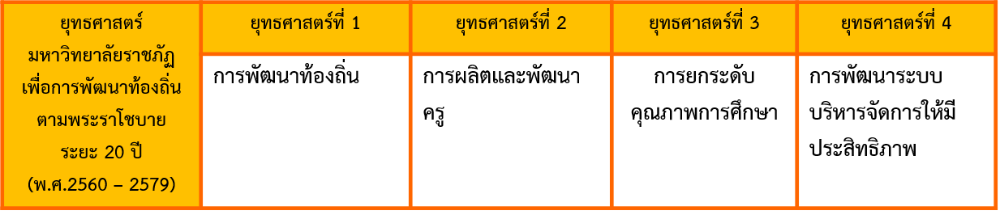 ยุทธศาสตร์
มหาวิทยาลัยราชภัฏ
เพื่อการพัฒนาท้องถิ่น
ตามพระราโชบาย
ระยะ 20 ปี
(พ.ศ.2560 – 2579)
ยุทธศาสตร์ที่ 1
การพัฒนาท้องถิ่น
ยุทธศาสตร์ที่ 2
การผลิตและพัฒนา
ครู
ยุทธศาสตร์ที่ 3
การยกระดับ
คุณภาพการศึกษา
ยุทธศาสตร์ที่ 4
การพัฒนาระบบ
บริหารจัดการให้มี
ประสิทธิภาพ